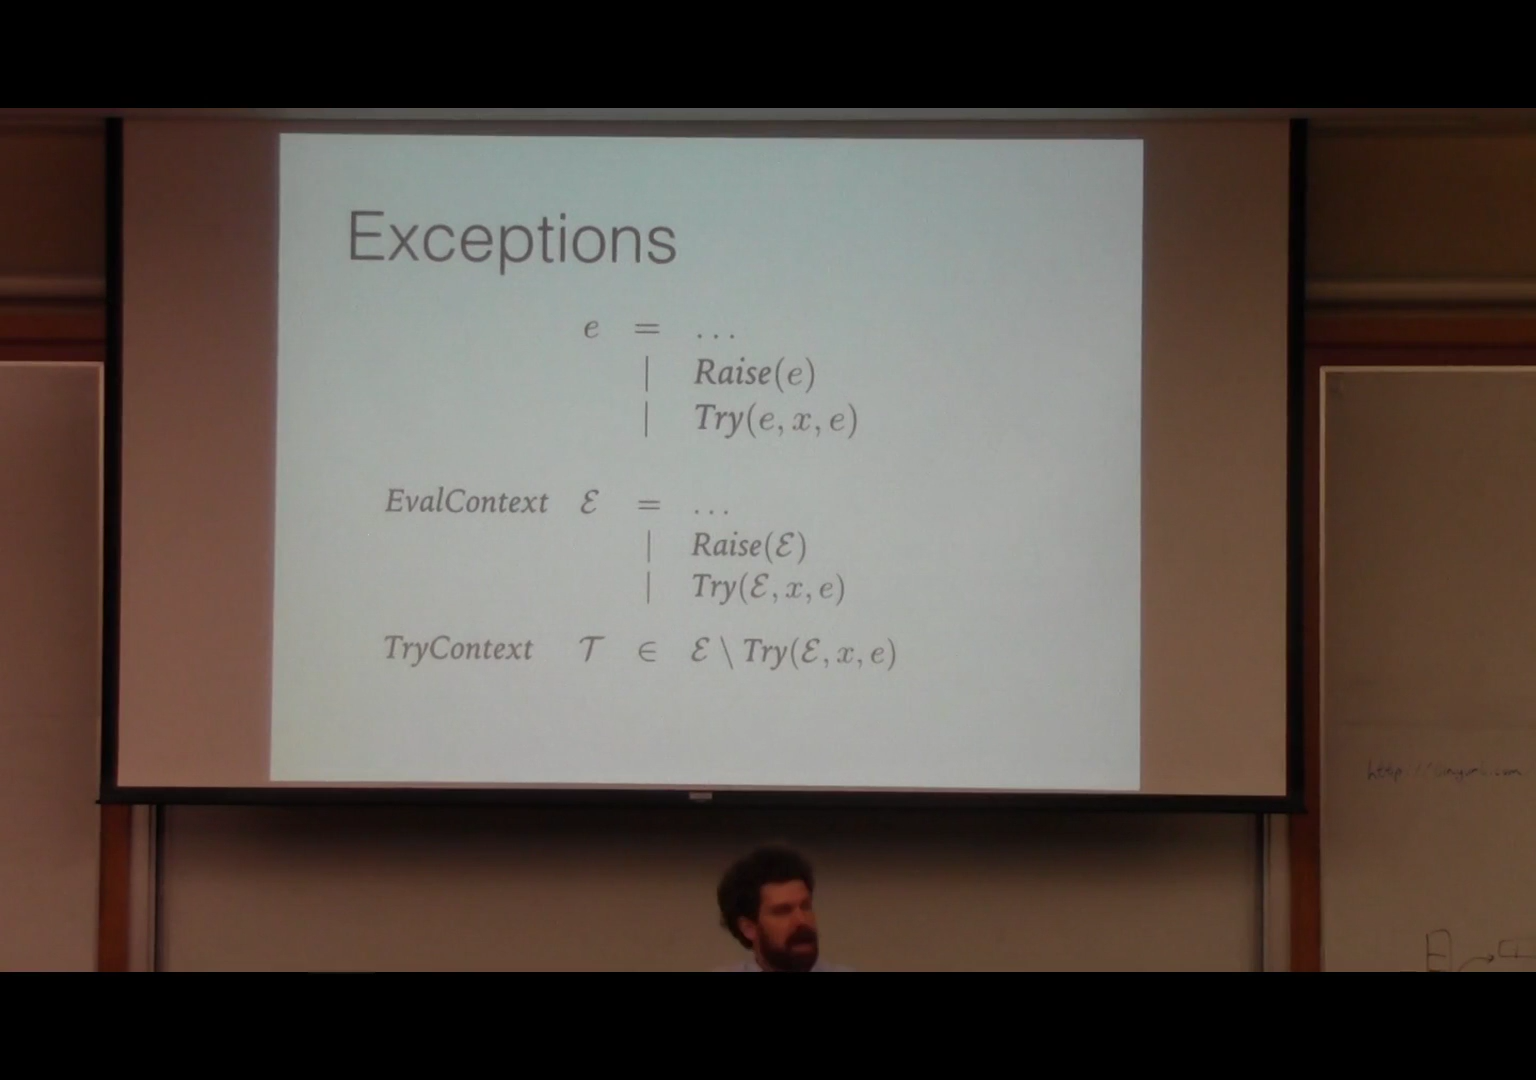 Exceptions
e = ...
| Raise(e)
| Try(e, x, e)
EvalContext ℰ = ...
| Raise(ℰ)
| Try(ℰ, x, e)
TryContext 𝒯 ∈ ℰ \ Try(ℰ, x, e)